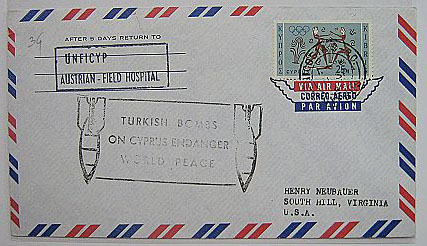 39
AFTER 5 DAYS RETURN TO
UNFICYP
AUSTRIAN-FIELD HOSPITAL
VIA AIR MAIL
CORREO AEREO
PAR AVION
TURKISH BOMBS
ON CYPRUS ENDANGER
WORLD PEACE
HENRY NEUBAUER
SOUTH HILL, VIRGINIA
U.S.A.